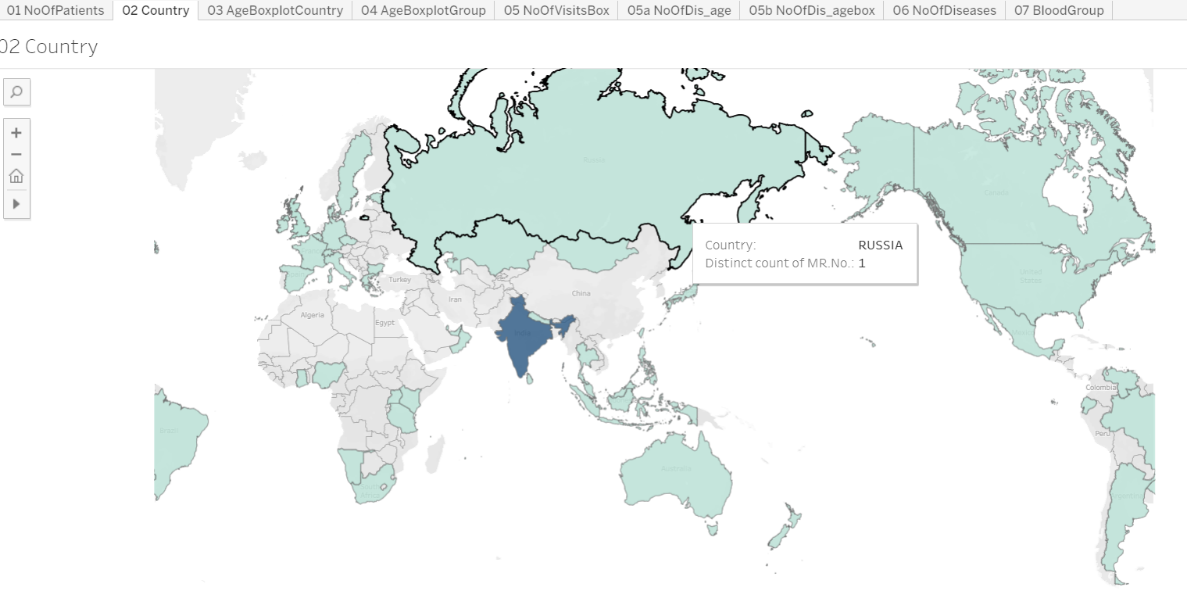 01 NoOfPatients
02 Country
03 AgeBoxplotCountry
04 AgeBoxplotGroup
05 NoOfVisitsBox
05a NoOfDis_age
05b NoOfDis_agebox
06 NoOfDiseases
07 BloodGroup
02 Country
Canada
Country: RUSSIA
Distinct count of MR.No.: 1
United
States
Turkey
Iran
China
Algeria
Egypt
Colombia
Peru
Australia